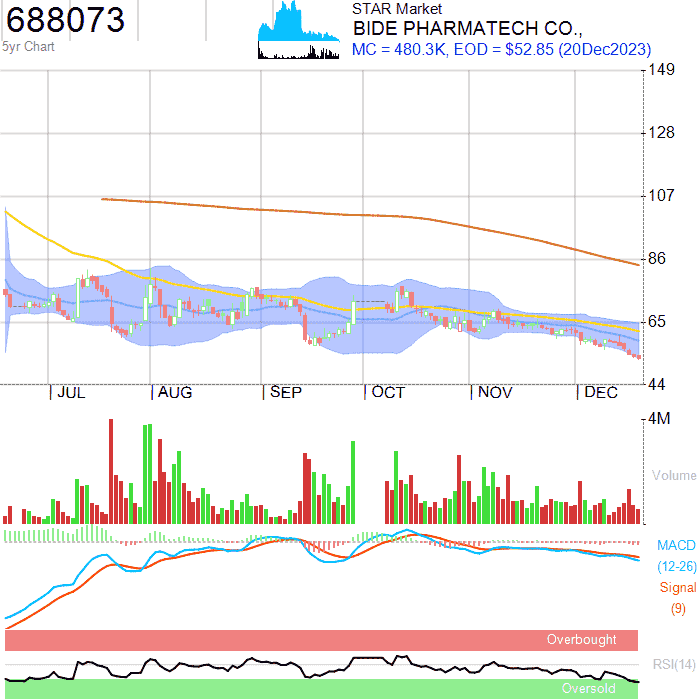 688073
5yr Chart
STAR Market
BIDE PHARMATECH CO.,
MC = 480.3K, EOD = $52.85 (20Dec2023)
149
128
107
86
65
44
JUL
AUG
SEP
OCT
NOV
DEC
4M
Volume
MACD
(12-26)
Signal
(9)
Overbought
RSI(14)
Oversold